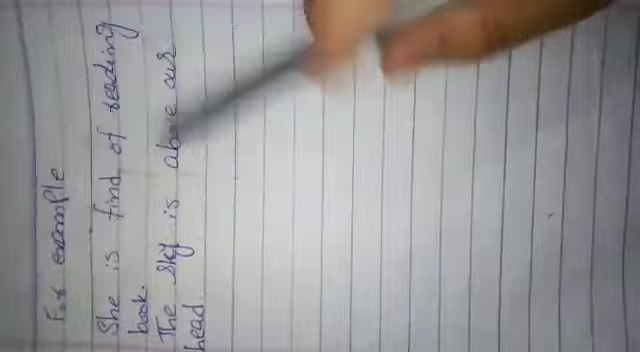 For example
She is find of reading
book.
The sky is above our
head.